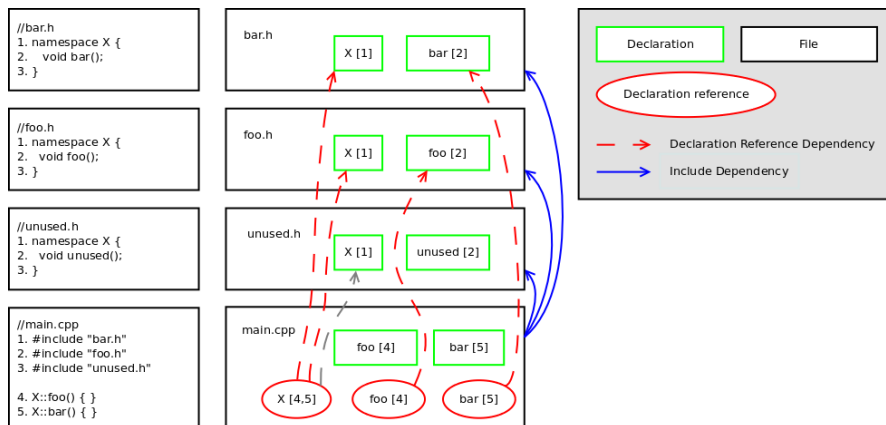 //bar.h
1. namespace X {
2. void bar();
3. }
bar.h
X [1]
bar [2]
//foo.h
1. namespace X {
2. void foo();
3. }
foo.h
X [1]
foo [2]
//unused.h
1. namespace X {
2. void unused();
3. }
unused.h
X [1]
unused [2]
//main.cpp
1. #include "bar.h"
2. #include "foo.h"
3. #include "unused.h"
4. X::foo() { }
5. X::bar() { }
main.cpp
foo [4]
bar [5]
X [4,5]
foo [4]
bar [5]
Declaration
File
Declaration reference
Declaration Reference Dependency
Include Dependency